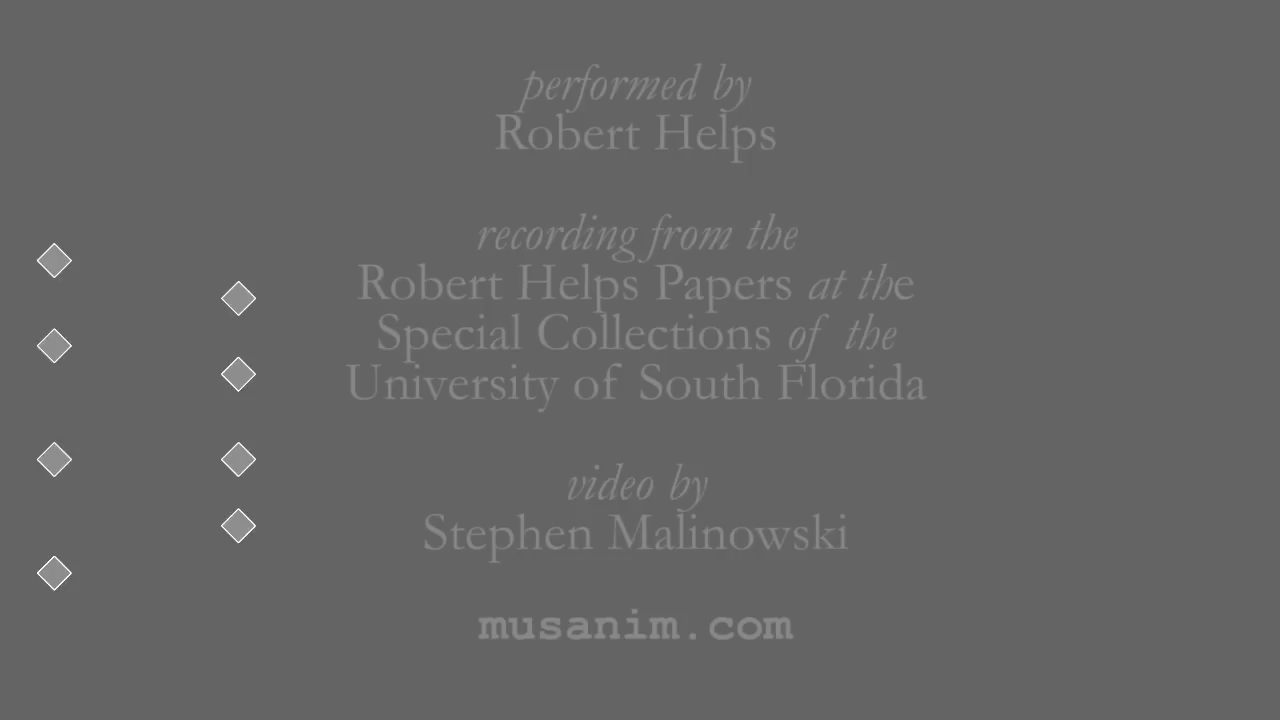 performed by
Robert Helps
recording from the
Robert Helps Papers at the
Special Collections of the
University of South Florida
video by
Stephen Malinowski
musanim.com